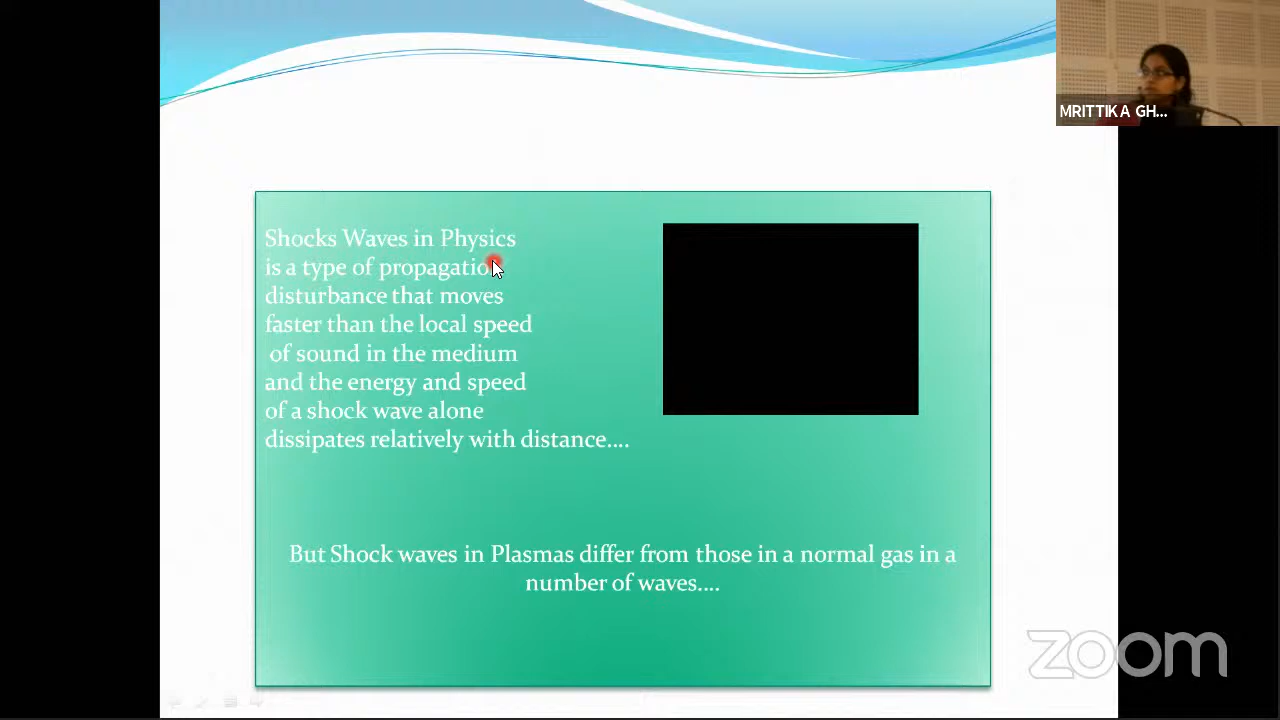 MRITTIKA GH...
Shocks Waves in Physics
is a type of propagation
disturbance that moves
faster than the local speed
of sound in the medium
and the energy and speed
of a shock wave alone
dissipates relatively with distance....
But Shock waves in Plasmas differ from those in a normal gas in a
number of waves....
zoom